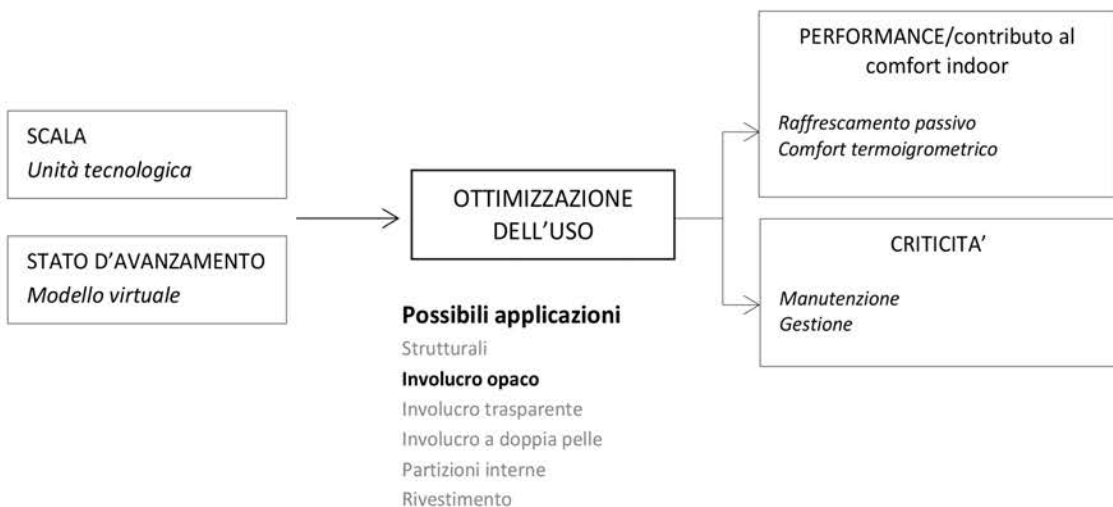 SCALA
Unità tecnologica
STATO D'AVANZAMENTO
Modello virtuale
OTTIMIZZAZIONE
DELL'USO
Possibili applicazioni
Strutturali
Involucro opaco
Involucro trasparente
Involucro a doppia pelle
Partizioni interne
Rivestimento
PERFORMANCE/contributo al
comfort indoor
Raffrescamento passivo
Comfort termoigrometrico
CRITICITA'
Manutenzione
Gestione